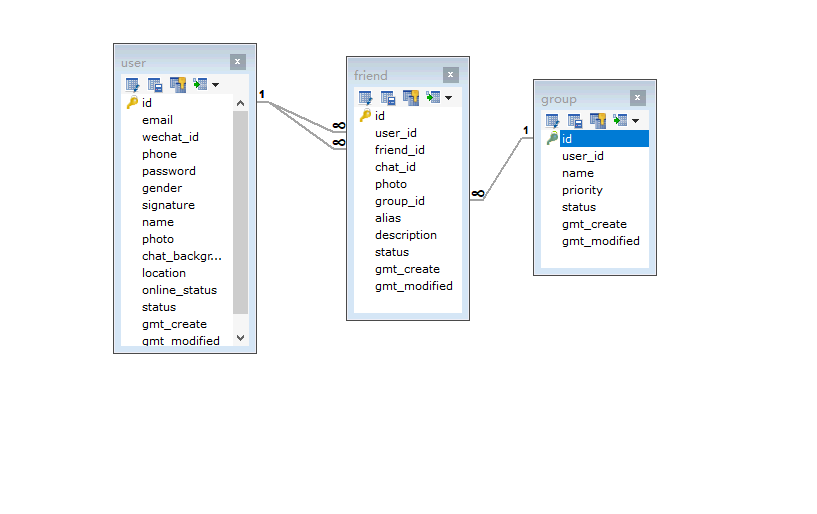 user
id
email
wechat_id
phone
password
gender
signature
name
photo
chat_backgr...
location
online_status
status
gmt_create
gmt_modified
1
∞
∞
friend
id
user_id
friend_id
chat_id
photo
group_id
alias
description
status
gmt_create
gmt_modified
∞
1
group
id
user_id
name
priority
status
gmt_create
gmt_modified